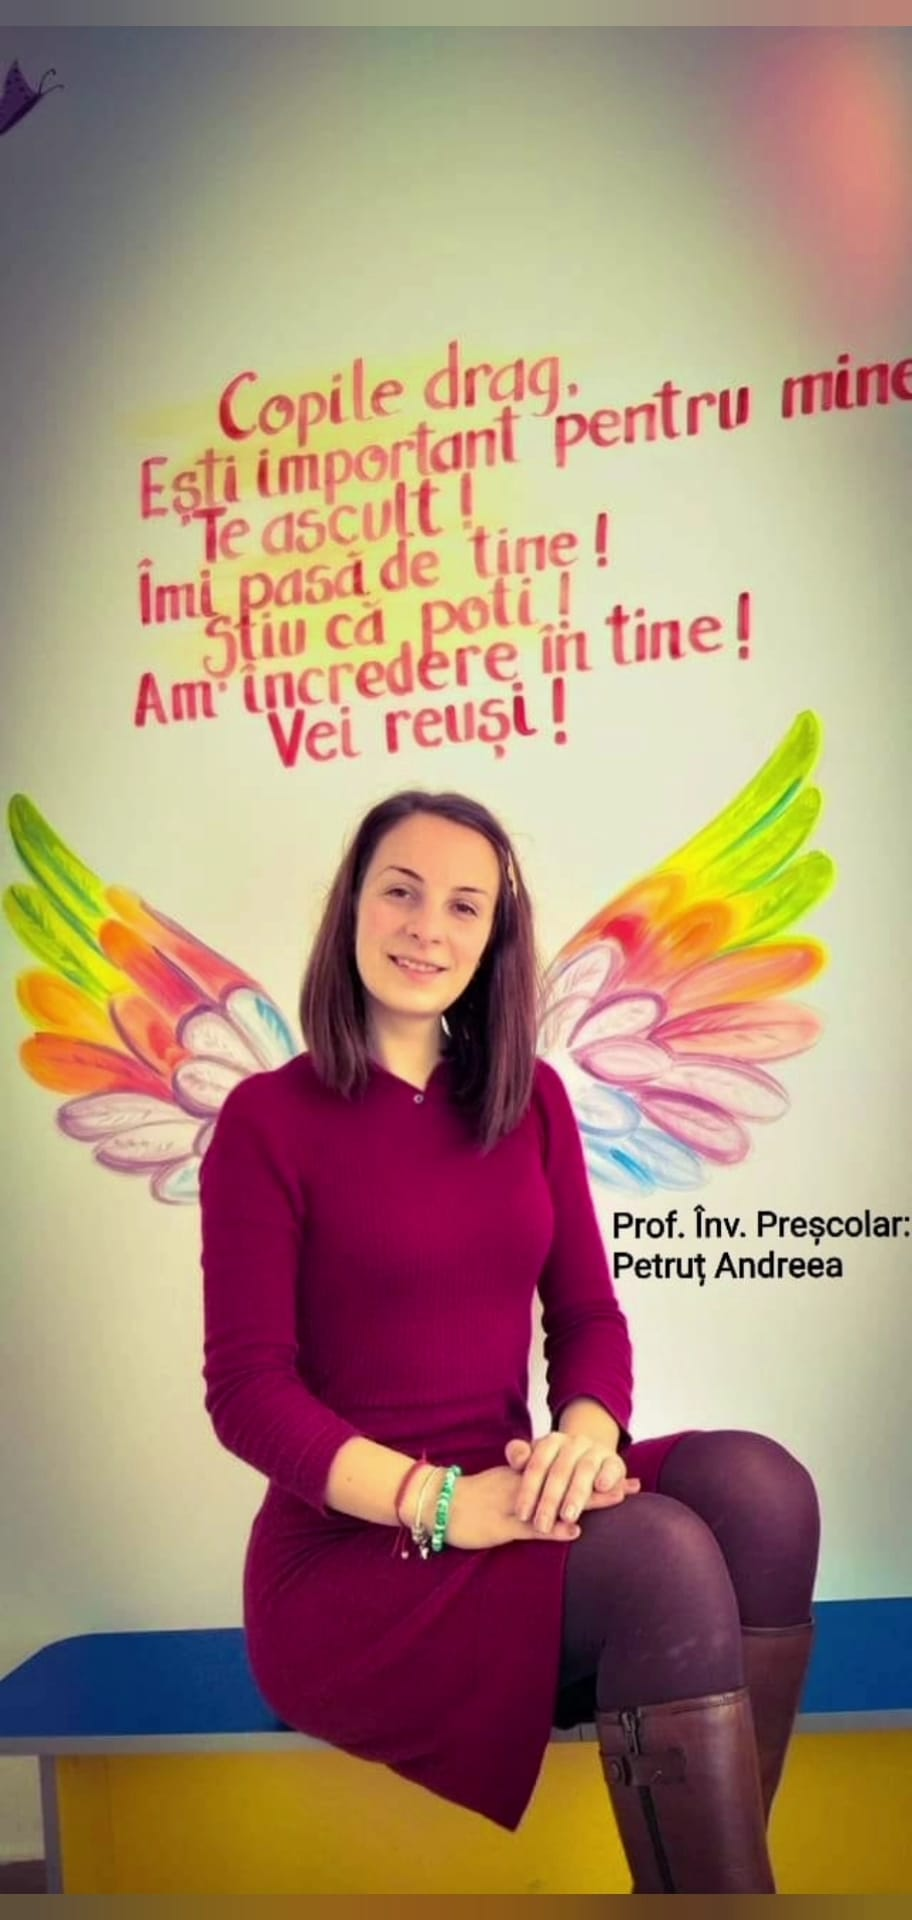 Copile drag,
Ești important pentru mine
Te ascult!
Îmi pasă de tine!
Știu că poti!
Am încredere în tine!
Vei reuși!
Prof. Înv. Preșcolar:
Petruț Andreea